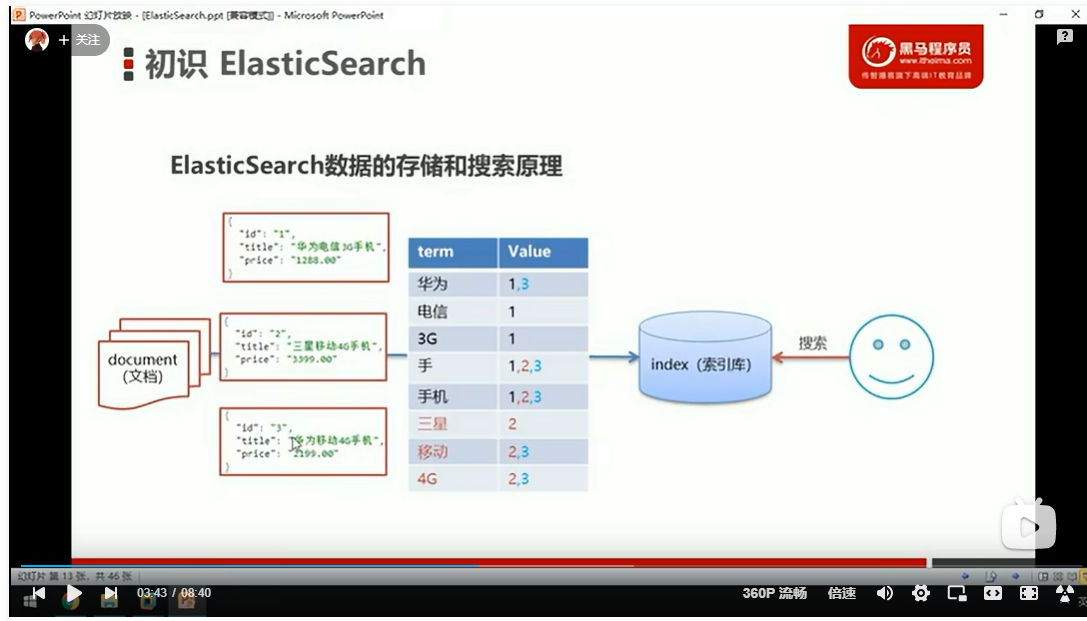 PowerPoint 幻灯片放映 - [ElasticSearch.ppt [兼容模式]] - Microsoft PowerPoint
+ 关注
初识 ElasticSearch
黑马程序员
www.itheima.com
传智播客旗下高端IT教育品牌
ElasticSearch数据的存储和搜索原理
{
"id": "1",
"title": "华为电信3G手机",
"price": "1288.00"
}
{
"id": "2",
"title": "三星移动4G手机",
"price": "3399.00"
}
{
"id": "3",
"title": "华为移动4G手机",
"price": "2199.00"
}
document
(文档)
term Value
华为 1,3
电信 1
3G 1
手 1,2,3
手机 1,2,3
三星 2
移动 2,3
4G 2,3
index（索引库）
搜索
幻灯片 第 13 张，共 46 张
03:43 / 08:40
360P 流畅
倍速
英